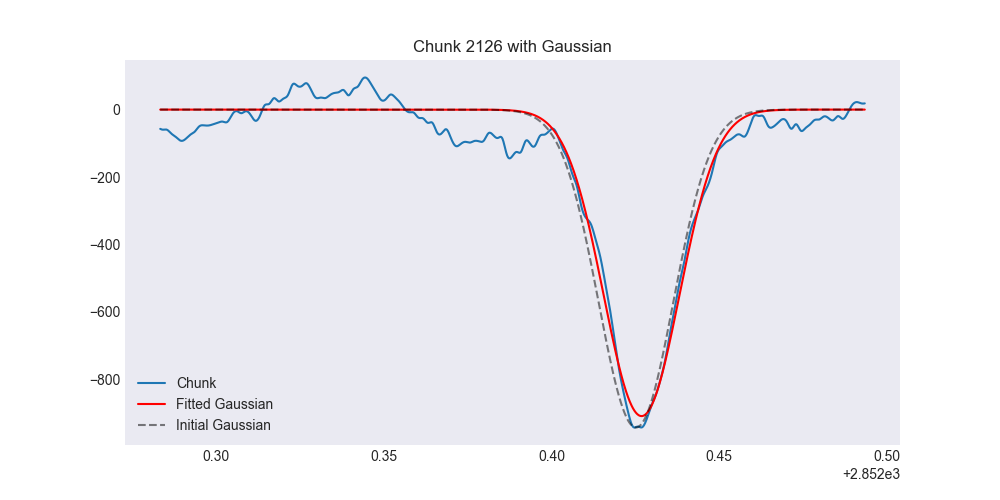 Chunk 2126 with Gaussian
0
−200
−400
−600
−800
Chunk
Fitted Gaussian
Initial Gaussian
0.30 0.35 0.40 0.45 0.50
+2.852e3